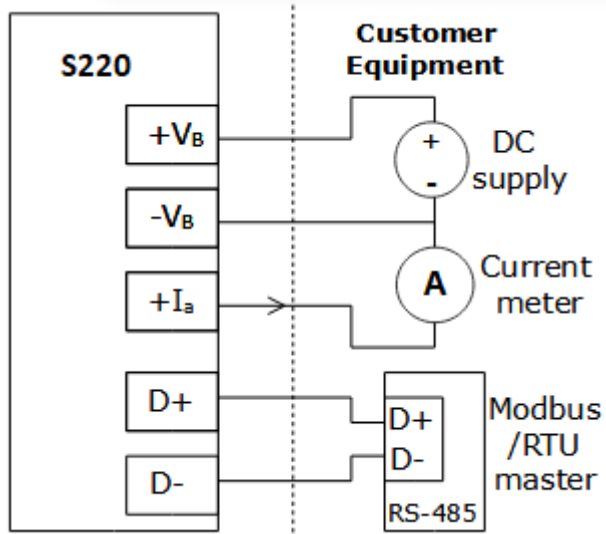 S220
Customer
Equipment
+VB
-VB
+Ia
D+
D-
+
-
DC
supply
A
Current
meter
D+
D-
RS-485
Modbus
/RTU
master